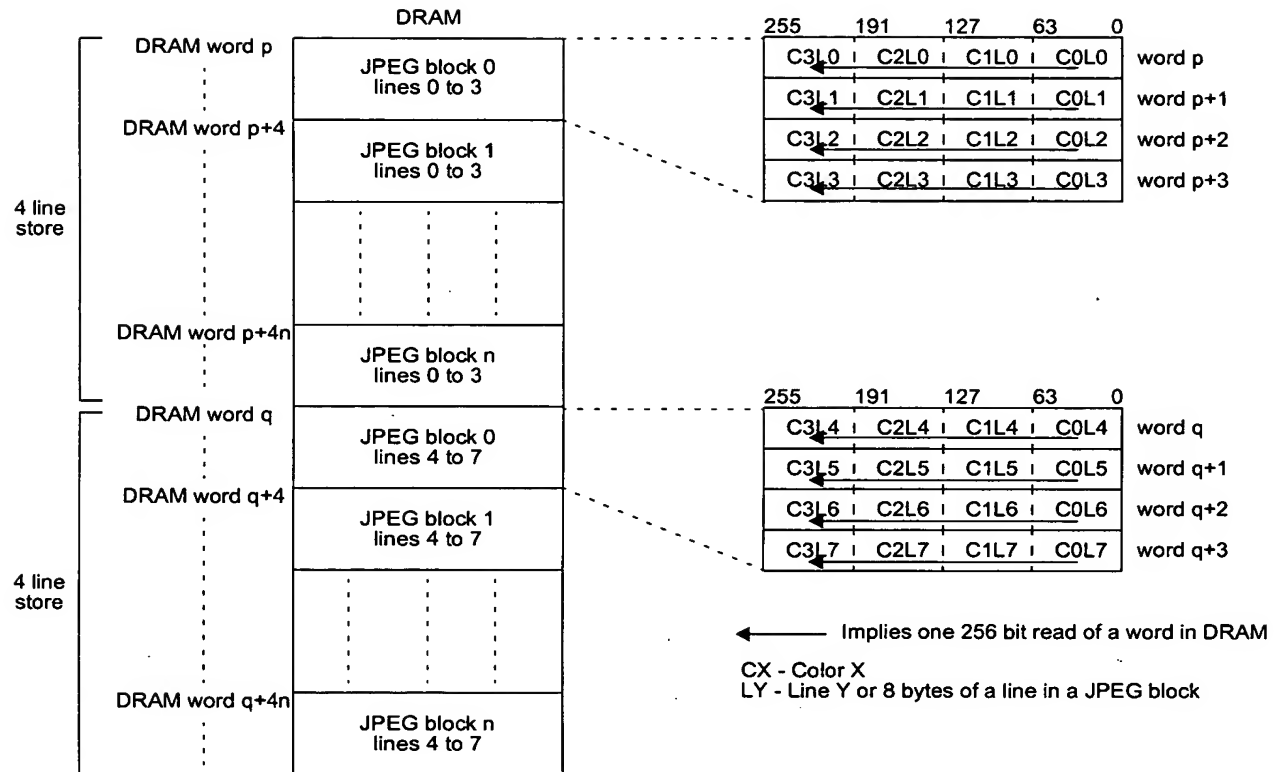 DRAM
DRAM word p
JPEG block 0
lines 0 to 3
DRAM word p+4
JPEG block 1
lines 0 to 3
4 line
store
DRAM word p+4n
JPEG block n
lines 0 to 3
DRAM word q
JPEG block 0
lines 4 to 7
DRAM word q+4
JPEG block 1
lines 4 to 7
4 line
store
DRAM word q+4n
JPEG block n
lines 4 to 7
255 191 127 63 0
C3L0 C2L0 C1L0 C0L0 word p
C3L1 C2L1 C1L1 C0L1 word p+1
C3L2 C2L2 C1L2 C0L2 word p+2
C3L3 C2L3 C1L3 C0L3 word p+3
255 191 127 63 0
C3L4 C2L4 C1L4 C0L4 word q
C3L5 C2L5 C1L5 C0L5 word q+1
C3L6 C2L6 C1L6 C0L6 word q+2
C3L7 C2L7 C1L7 C0L7 word q+3
Implies one 256 bit read of a word in DRAM
CX - Color X
LY - Line Y or 8 bytes of a line in a JPEG block